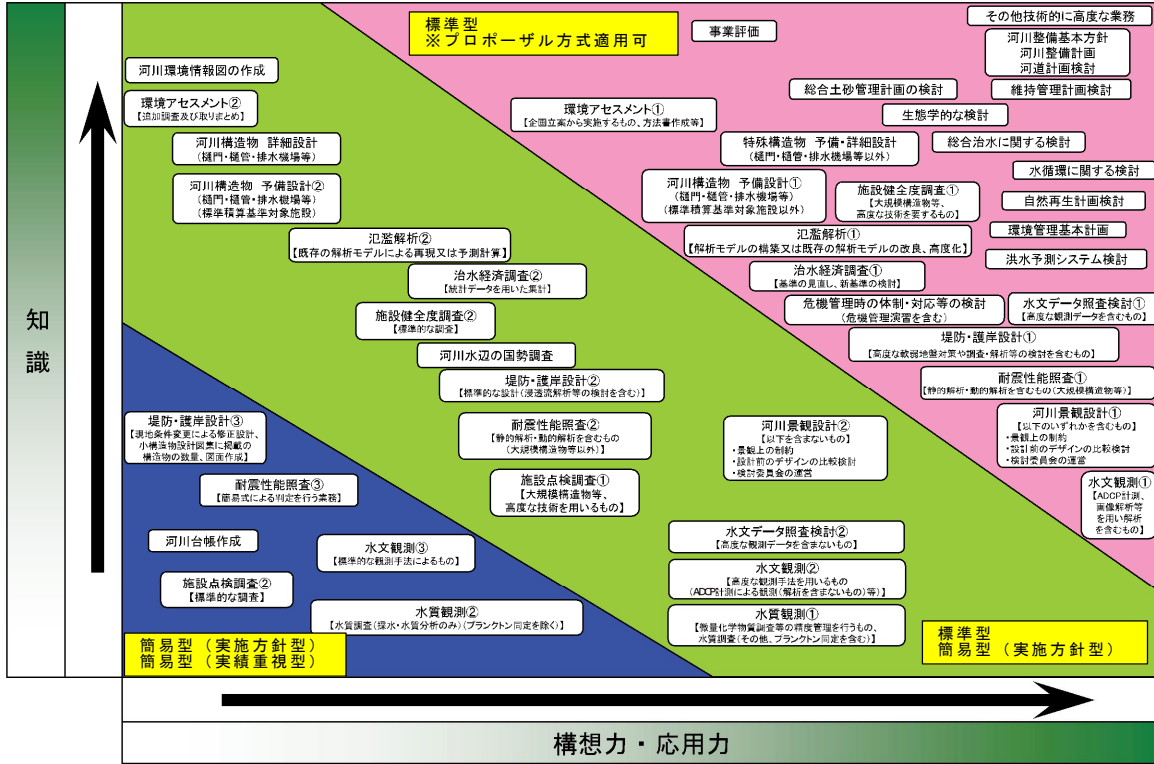 標準型
※プロポーザル方式適用可
事業評価
その他技術的に高度な業務
河川整備基本方針
河川整備計画
河道計画検討
河川環境情報図の作成
総合土砂管理計画の検討
維持管理計画検討
環境アセスメント②
【追加調査及び取りまとめ】
環境アセスメント①
【企画立案から実施するもの、方法書作成等】
生態学的な検討
河川構造物 詳細設計
(樋門・樋管・排水機場等)
特殊構造物 予備・詳細設計
(樋門・樋管・排水機場等以外)
総合治水に関する検討
水循環に関する検討
河川構造物 予備設計②
(樋門・樋管・排水機場等)
(標準積算基準対象施設)
河川構造物 予備設計①
(樋門・樋管・排水機場等)
(標準積算基準対象施設以外)
施設健全度調査①
【大規模構造物等、
高度な技術を要するもの】
自然再生計画検討
氾濫解析②
【既存の解析モデルによる再現又は予測計算】
氾濫解析①
【解析モデルの構築又は既存の解析モデルの改良、高度化】
環境管理基本計画
洪水予測システム検討
治水経済調査②
【統計データを用いた集計】
治水経済調査①
【基準の見直し、新基準の検討】
施設健全度調査②
【標準的な調査】
危機管理時の体制・対応等の検討
(危機管理演習を含む)
水文データ照査検討①
【高度な観測データを含むもの】
河川水辺の国勢調査
堤防・護岸設計①
【高度な軟弱地盤対策や調査・解析等の検討を含むもの】
堤防・護岸設計②
【標準的な設計(浸透流解析等の検討を含む)】
耐震性能照査①
【静的解析・動的解析を含むもの(大規模構造物等)】
堤防・護岸設計③
【現地条件変更による修正設計、
小構造物設計図集に掲載の
構造物の数量、図面作成】
耐震性能照査②
【静的解析・動的解析を含むもの
(大規模構造物等以外)】
河川景観設計②
【以下を含まないもの】
・景観上の制約
・設計前のデザインの比較検討
・検討委員会の運営
河川景観設計①
【以下のいずれかを含むもの】
・景観上の制約
・設計前のデザインの比較検討
・検討委員会の運営
耐震性能照査③
【簡易式による判定を行う業務】
施設点検調査①
【大規模構造物等、
高度な技術を用いるもの】
水文観測①
【ADCP計測、
画像解析等
を用い解析
を含むもの】
河川台帳作成
水文観測③
【標準的な観測手法によるもの】
水文データ照査検討②
【高度な観測データを含まないもの】
施設点検調査②
【標準的な調査】
水文観測②
【高度な観測手法を用いるもの
(ADCP計測による観測(解析を含まないもの)等)】
水質観測②
【水質調査(採水・水質分析のみ)(プランクトン同定を除く)】
水質観測①
【微量化学物質調査等の精度管理を行うもの、
水質調査(その他、プランクトン同定を含む)】
簡易型(実施方針型)
簡易型(実績重視型)
標準型
簡易型(実施方針型)
知識
構想力・応用力